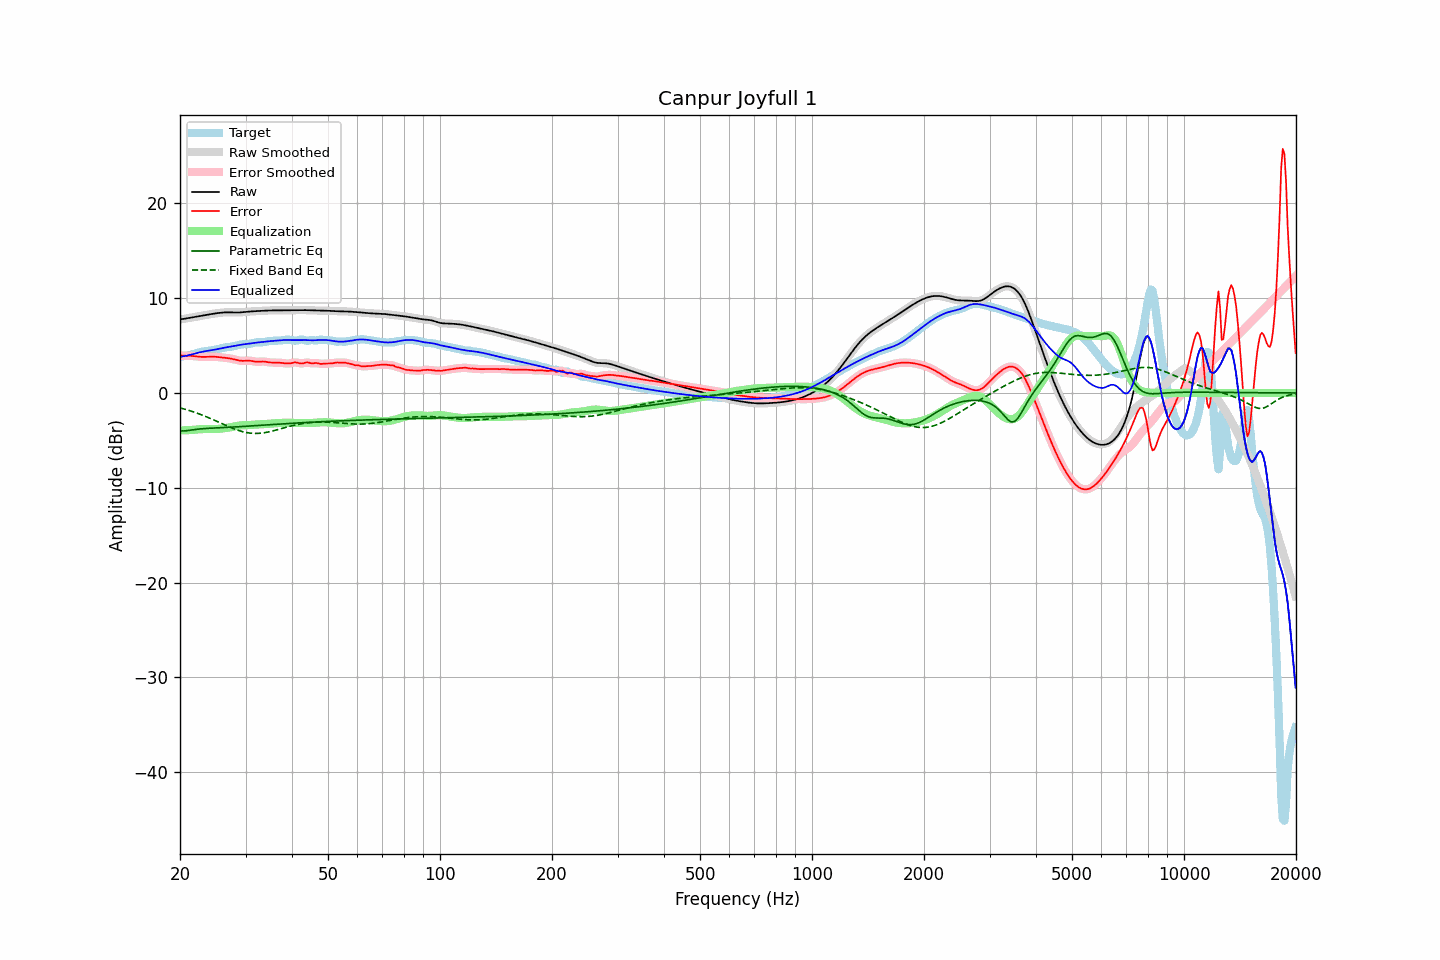 Canpur Joyfull 1
Target
Raw Smoothed
Error Smoothed
Raw
Error
Equalization
Parametric Eq
Fixed Band Eq
Equalized
20
10
0
−10
−20
−30
−40
Amplitude (dBr)
20 50 100 200 500 1000 2000 5000 10000 20000
Frequency (Hz)